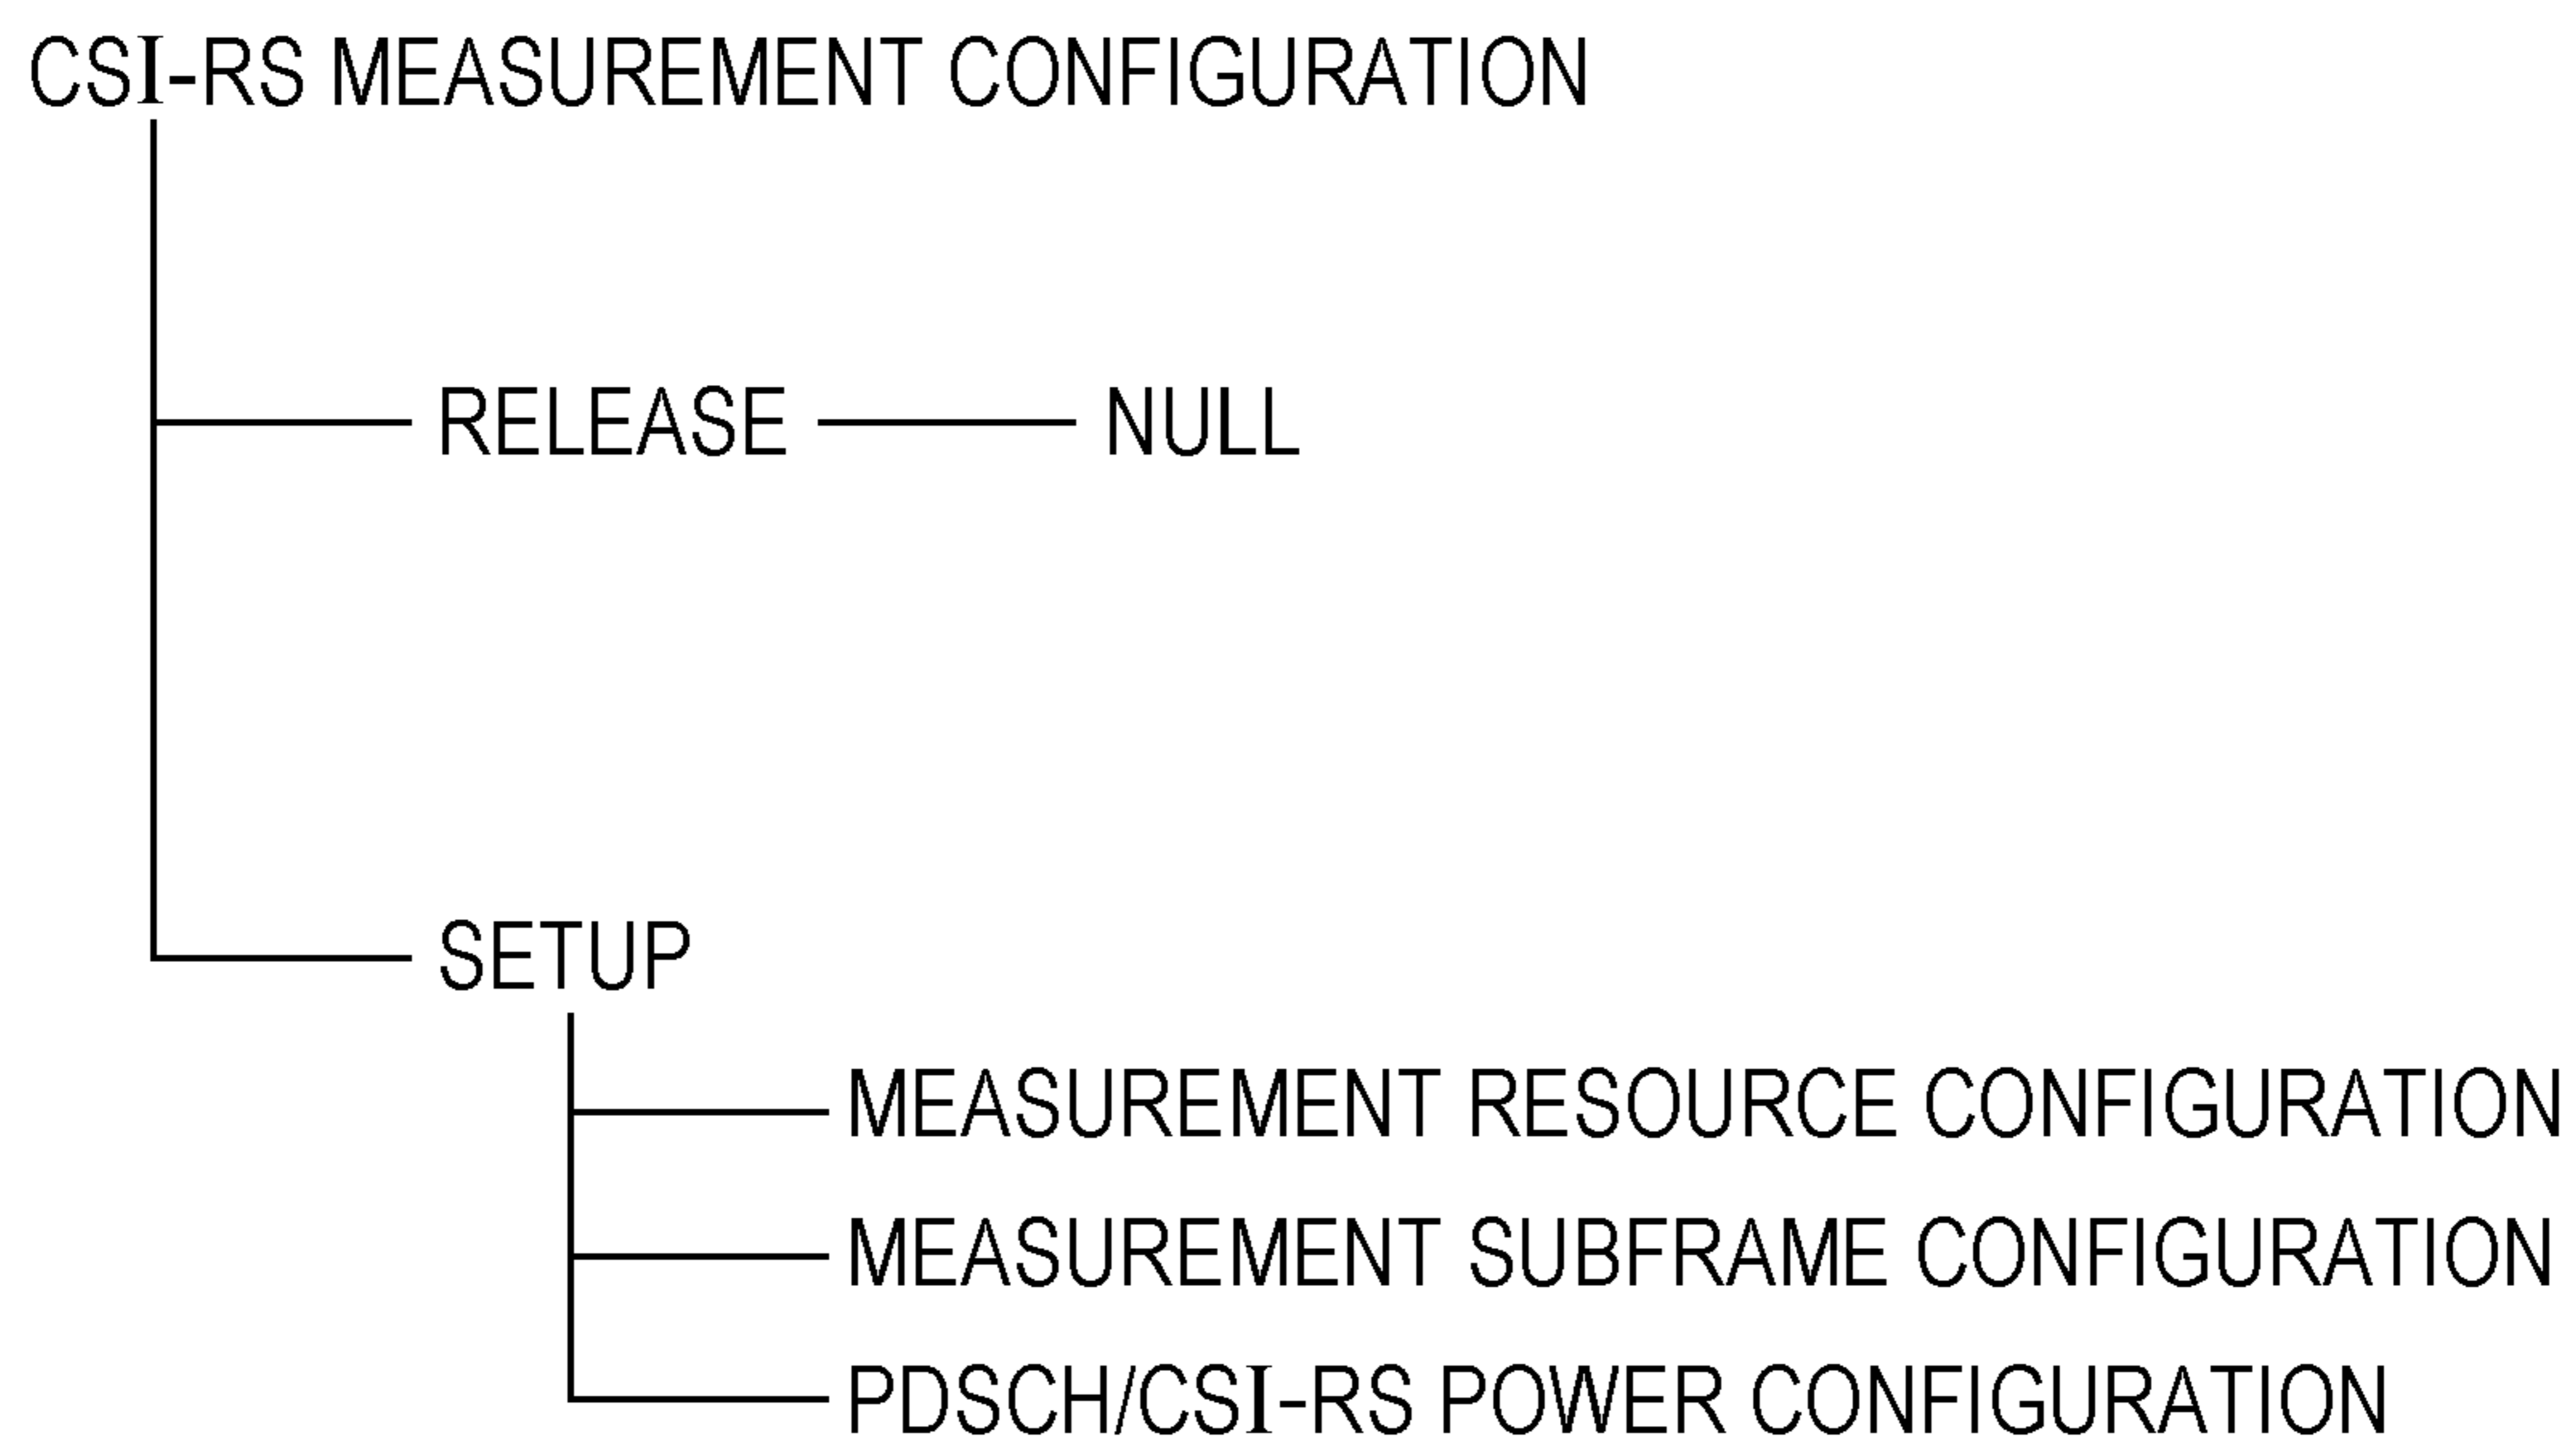 CSI-RS MEASUREMENT CONFIGURATION
RELEASE NULL
SETUP
MEASUREMENT RESOURCE CONFIGURATION
MEASUREMENT SUBFRAME CONFIGURATION
PDSCH/CSI-RS POWER CONFIGURATION